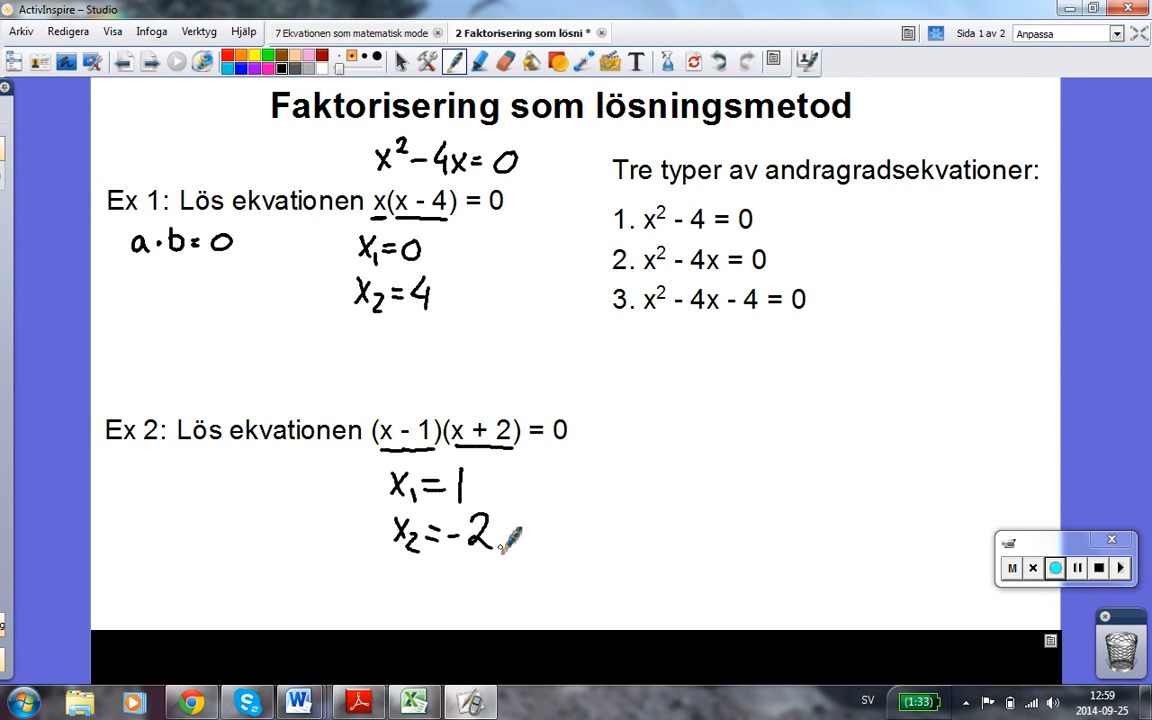 ActivInspire – Studio
Arkiv Redigera Visa Infoga Verktyg Hjälp
7 Ekvationen som matematisk mode
2 Faktorisering som lösni *
Sida 1 av 2
Anpassa
Faktorisering som lösningsmetod
x² - 4x = 0
Ex 1: Lös ekvationen x(x - 4) = 0
a · b = 0
x₁ = 0
x₂ = 4
Tre typer av andragradsekvationer:
1. x² - 4 = 0
2. x² - 4x = 0
3. x² - 4x - 4 = 0
Ex 2: Lös ekvationen (x - 1)(x + 2) = 0
x₁ = 1
x₂ = -2
M
SV
(1:33)
12:59
2014-09-25